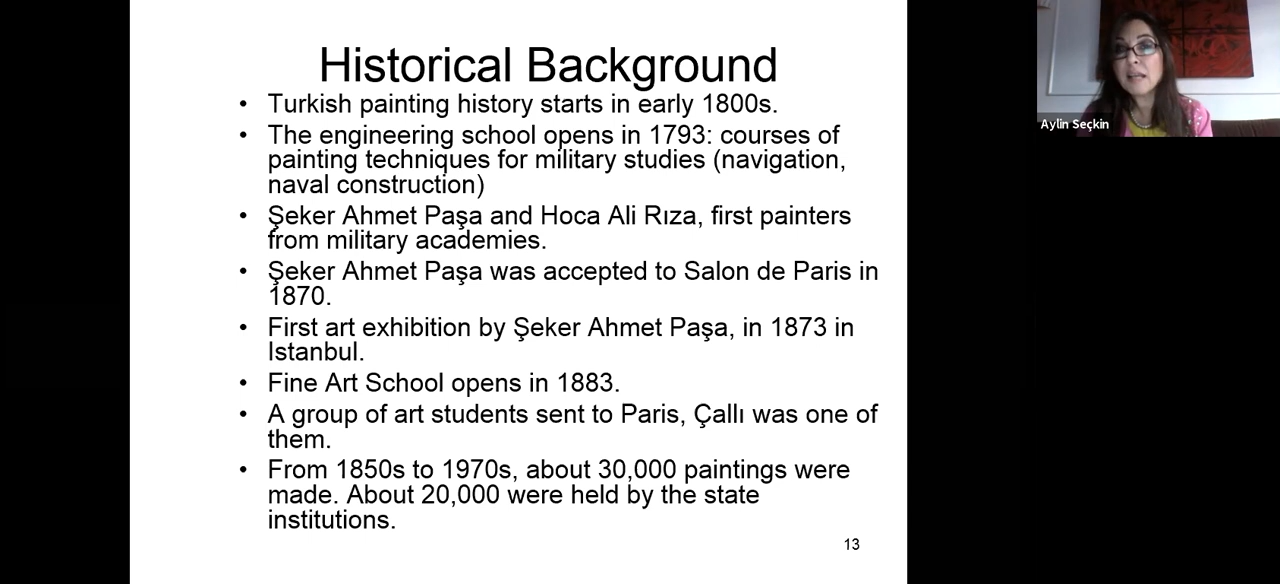 Historical Background
• Turkish painting history starts in early 1800s.
• The engineering school opens in 1793: courses of
painting techniques for military studies (navigation,
naval construction)
• Şeker Ahmet Paşa and Hoca Ali Rıza, first painters
from military academies.
• Şeker Ahmet Paşa was accepted to Salon de Paris in
1870.
• First art exhibition by Şeker Ahmet Paşa, in 1873 in
Istanbul.
• Fine Art School opens in 1883.
• A group of art students sent to Paris, Çallı was one of
them.
• From 1850s to 1970s, about 30,000 paintings were
made. About 20,000 were held by the state
institutions.
13
Aylin Seçkin